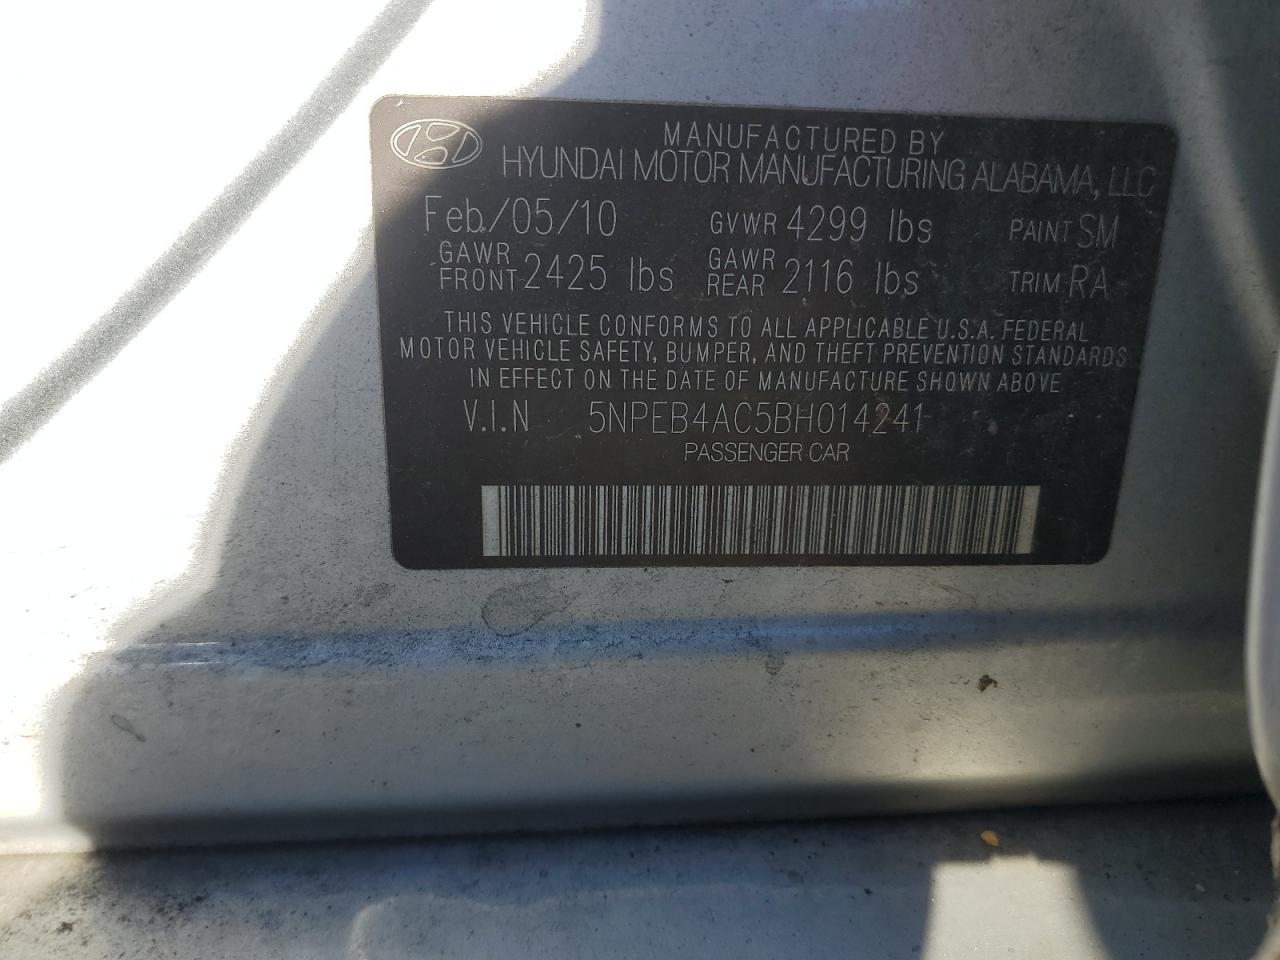 MANUFACTURED BY
HYUNDAI MOTOR MANUFACTURING ALABAMA, LLC
Feb/05/10 GVWR 4299 lbs PAINT SM
GAWR FRONT 2425 lbs GAWR REAR 2116 lbs TRIM RA
THIS VEHICLE CONFORMS TO ALL APPLICABLE U.S.A. FEDERAL
MOTOR VEHICLE SAFETY, BUMPER, AND THEFT PREVENTION STANDARDS
IN EFFECT ON THE DATE OF MANUFACTURE SHOWN ABOVE
V.I.N 5NPEB4AC5BH014241
PASSENGER CAR